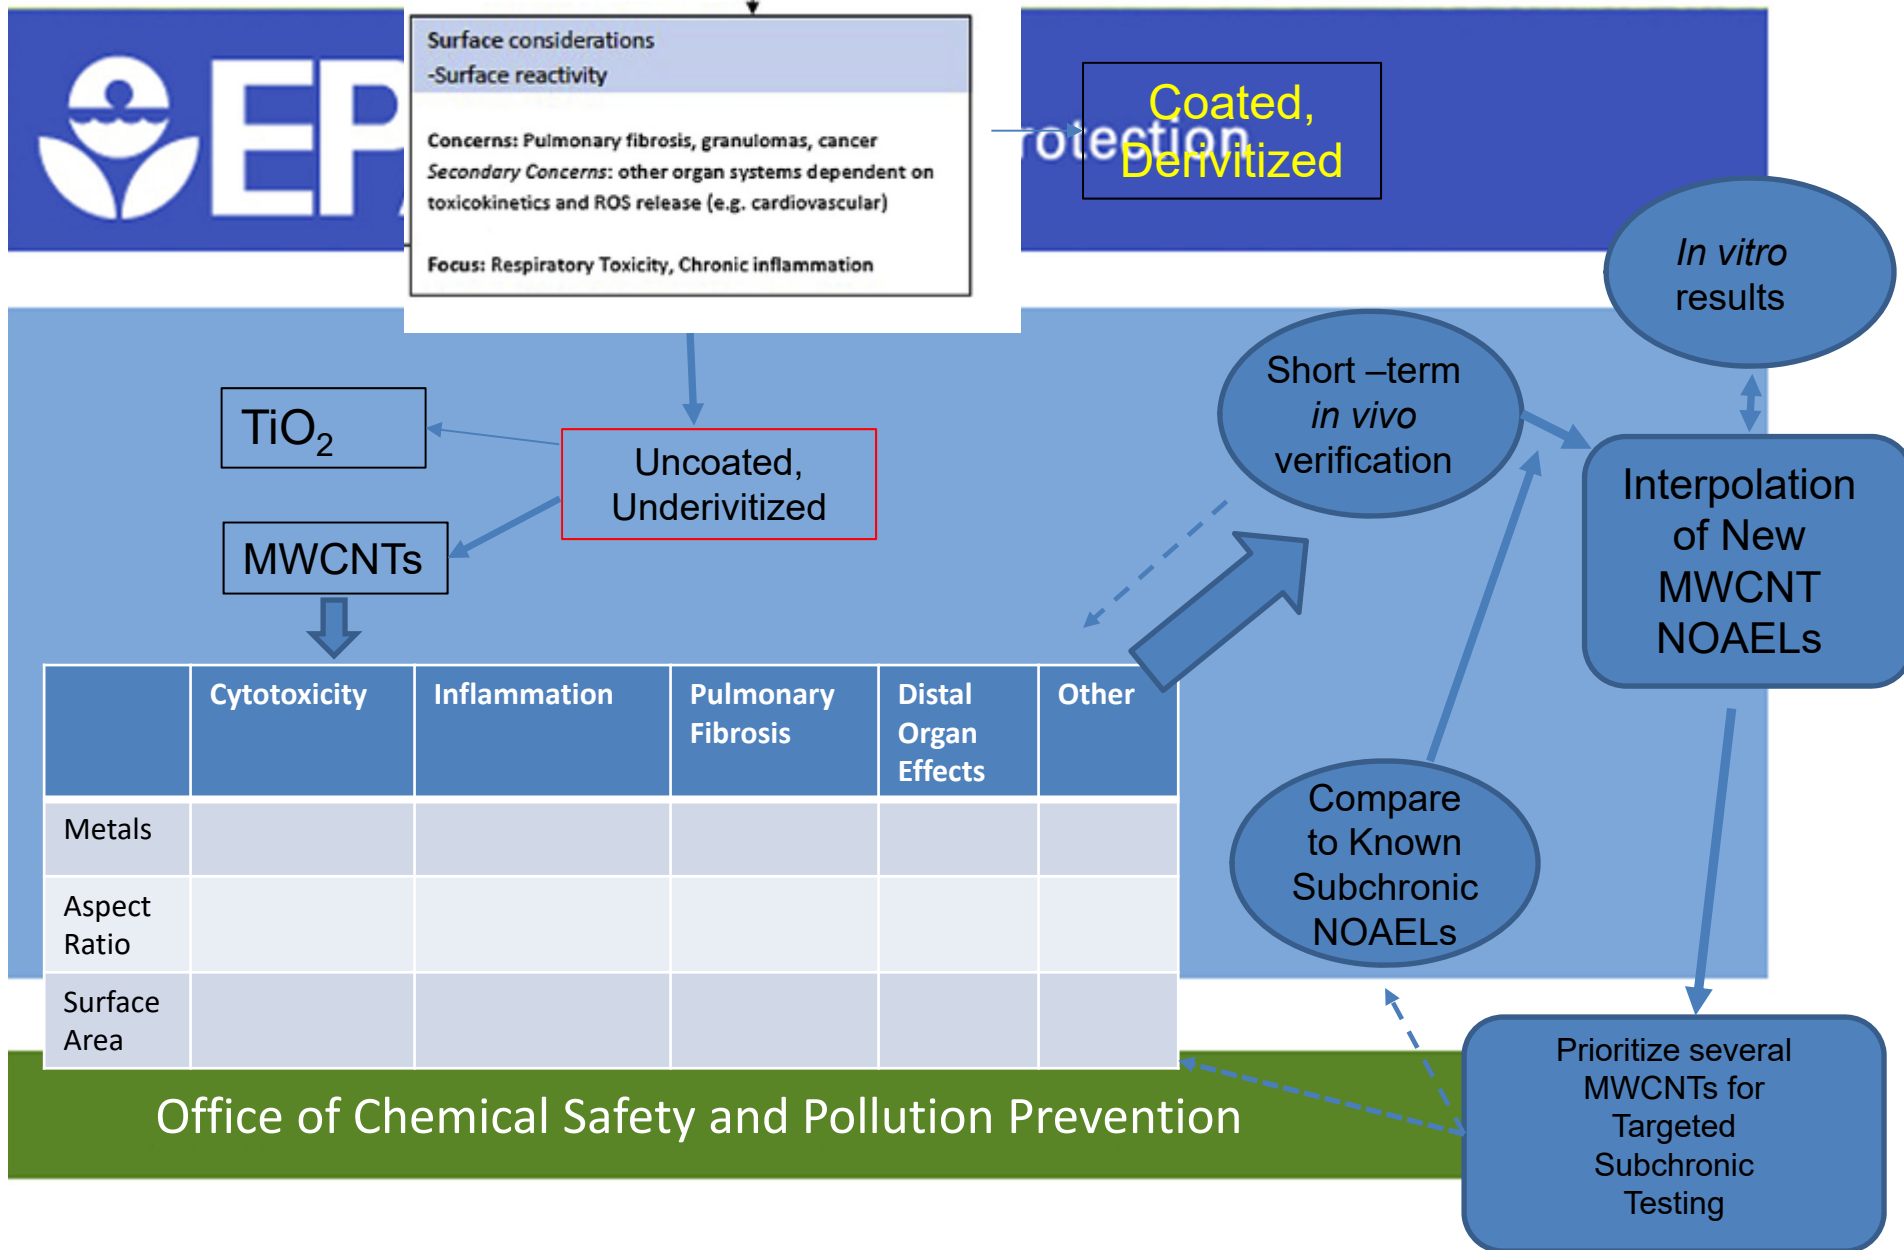 Surface considerations
-Surface reactivity
Concerns: Pulmonary fibrosis, granulomas, cancer
Secondary Concerns: other organ systems dependent on
toxicokinetics and ROS release (e.g. cardiovascular)
Focus: Respiratory Toxicity, Chronic inflammation
EP
rotection
Coated,
Derivitized
In vitro
results
Short –term
in vivo
verification
TiO₂
Uncoated,
Underivitized
MWCNTs
Interpolation
of New
MWCNT
NOAELs
Cytotoxicity
Inflammation
Pulmonary
Fibrosis
Distal
Organ
Effects
Other
Metals
Aspect
Ratio
Surface
Area
Compare
to Known
Subchronic
NOAELs
Prioritize several
MWCNTs for
Targeted
Subchronic
Testing
Office of Chemical Safety and Pollution Prevention